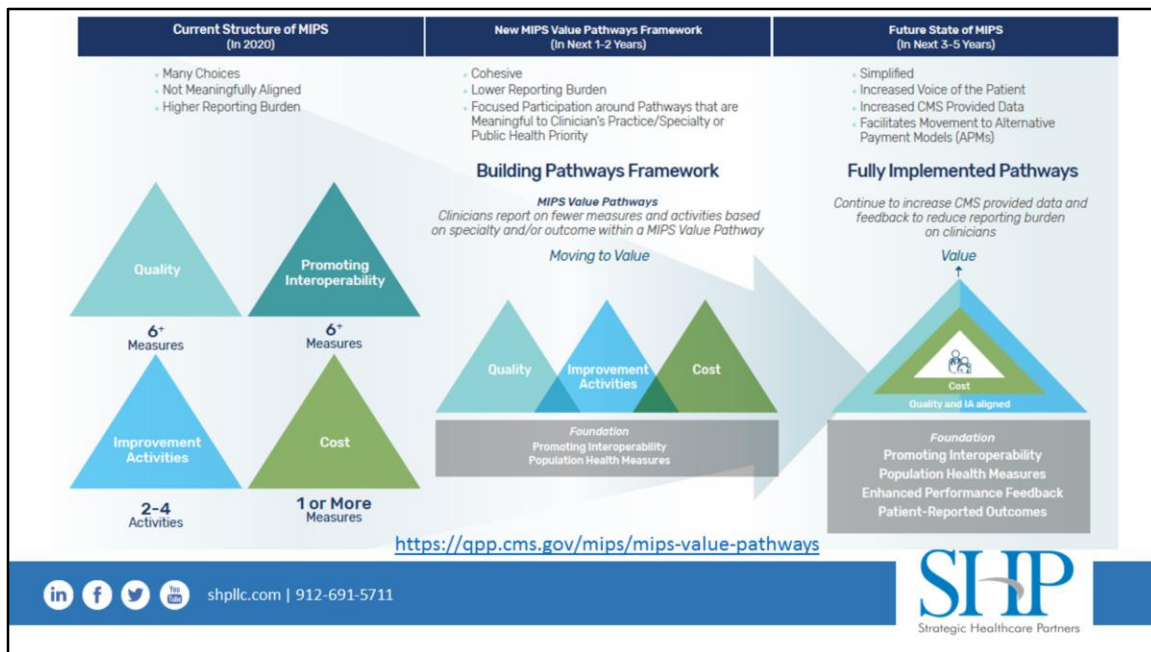 Current Structure of MIPS
(In 2020)
• Many Choices
• Not Meaningfully Aligned
• Higher Reporting Burden
Quality
6+
Measures
Promoting
Interoperability
6+
Measures
Improvement
Activities
2-4
Activities
Cost
1 or More
Measures
New MIPS Value Pathways Framework
(In Next 1-2 Years)
• Cohesive
• Lower Reporting Burden
• Focused Participation around Pathways that are
Meaningful to Clinician's Practice/Specialty or
Public Health Priority
Building Pathways Framework
MIPS Value Pathways
Clinicians report on fewer measures and activities based
on specialty and/or outcome within a MIPS Value Pathway
Moving to Value
Quality
Improvement
Activities
Cost
Foundation
Promoting Interoperability
Population Health Measures
Future State of MIPS
(In Next 3-5 Years)
• Simplified
• Increased Voice of the Patient
• Increased CMS Provided Data
• Facilitates Movement to Alternative
Payment Models (APMs)
Fully Implemented Pathways
Continue to increase CMS provided data and
feedback to reduce reporting burden
on clinicians
Value
Cost
Quality and IA aligned
Foundation
Promoting Interoperability
Population Health Measures
Enhanced Performance Feedback
Patient-Reported Outcomes
https://qpp.cms.gov/mips/mips-value-pathways
in
f
You
Tube
shpllc.com | 912-691-5711
SHP
Strategic Healthcare Partners